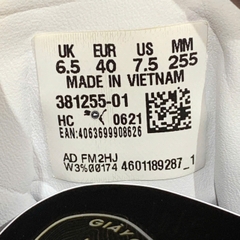 UK EUR US MM
6.5 40 7.5 255
MADE IN VIETNAM
381255-01
HC 0621
EAN:4063699908626
AD FM2HJ
W3%00174 4601189287_1
GIÀY